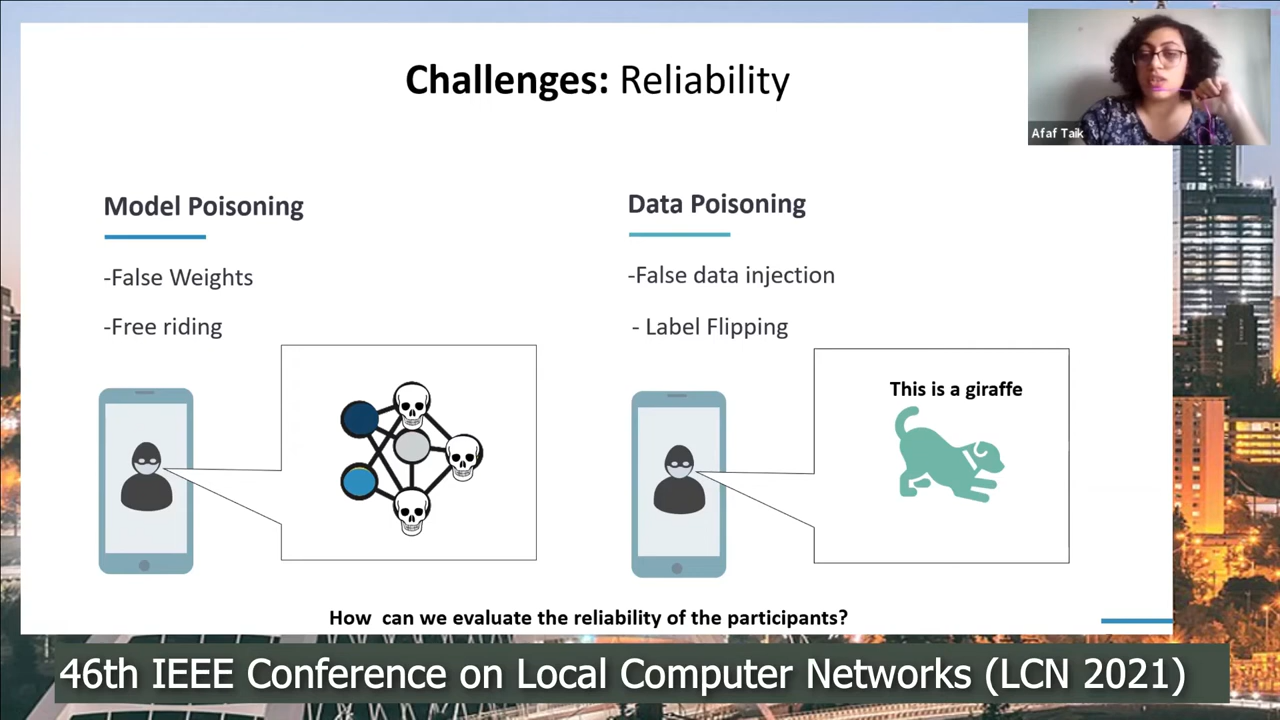 Challenges: Reliability
Afaf Taik
Model Poisoning
-False Weights
-Free riding
Data Poisoning
-False data injection
- Label Flipping
This is a giraffe
How can we evaluate the reliability of the participants?
46th IEEE Conference on Local Computer Networks (LCN 2021)